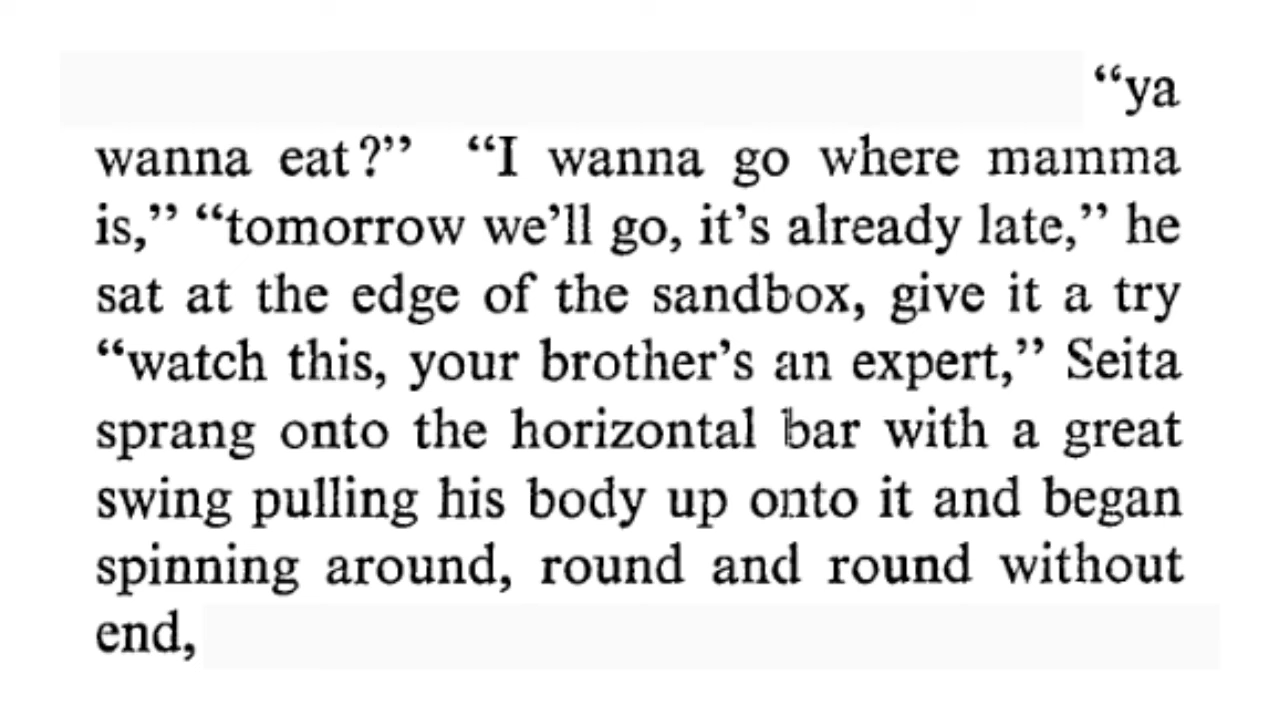 “ya
wanna eat?” “I wanna go where mamma
is,” “tomorrow we’ll go, it’s already late,” he
sat at the edge of the sandbox, give it a try
“watch this, your brother’s an expert,” Seita
sprang onto the horizontal bar with a great
swing pulling his body up onto it and began
spinning around, round and round without
end,